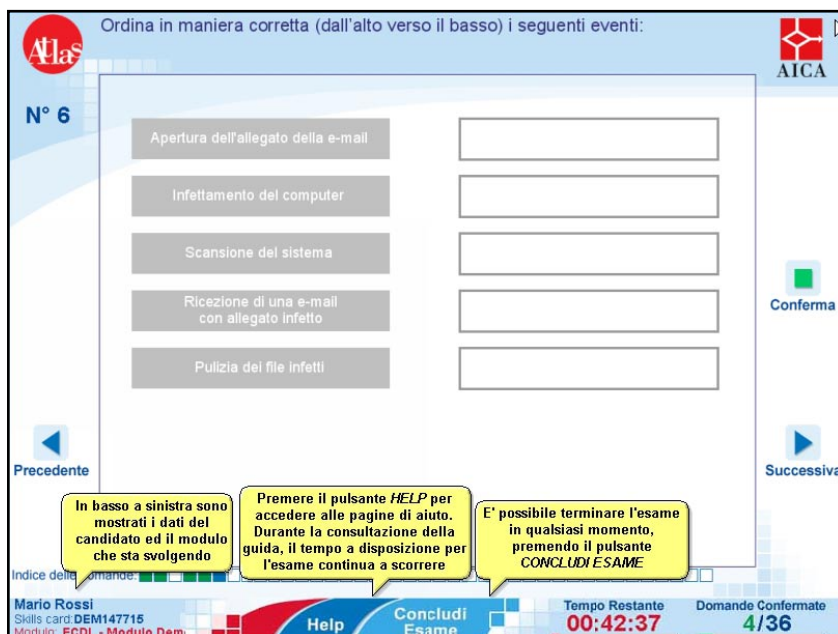 Ordina in maniera corretta (dall'alto verso il basso) i seguenti eventi:
Atlas
AICA
N° 6
Apertura dell'allegato della e-mail
Infettamento del computer
Scansione del sistema
Ricezione di una e-mail
con allegato infetto
Pulizia dei file infetti
Conferma
Precedente
Successiva
In basso a sinistra sono
mostrati i dati del
candidato ed il modulo
che sta svolgendo
Premere il pulsante HELP per
accedere alle pagine di aiuto.
Durante la consultazione della
guida, il tempo a disposizione per
l'esame continua a scorrere
E' possibile terminare l'esame
in qualsiasi momento,
premendo il pulsante
CONCLUDI ESAME
Indice delle domande:
Mario Rossi
Skills card:DEM147715
Modulo: ECDL - Modulo Dem
Help
Concludi
Esame
Tempo Restante
00:42:37
Domande Confermate
4/36